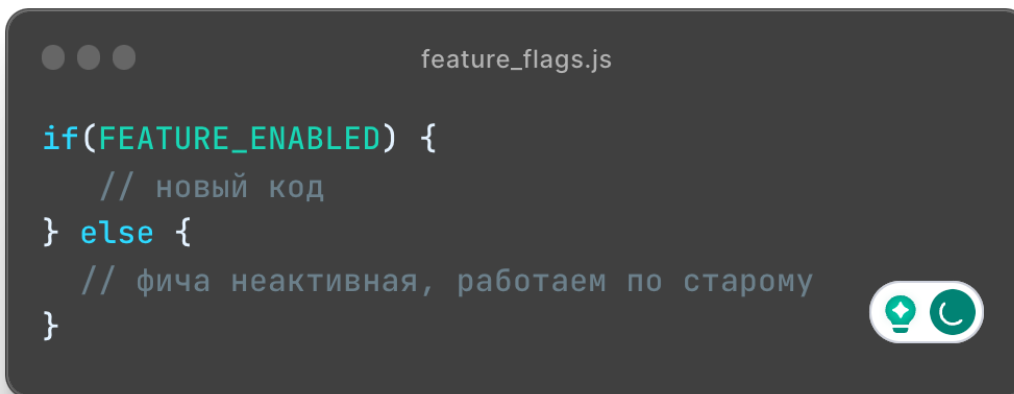 feature_flags.js
if(FEATURE_ENABLED) {
// новый код
} else {
// фича неактивная, работаем по старому
}